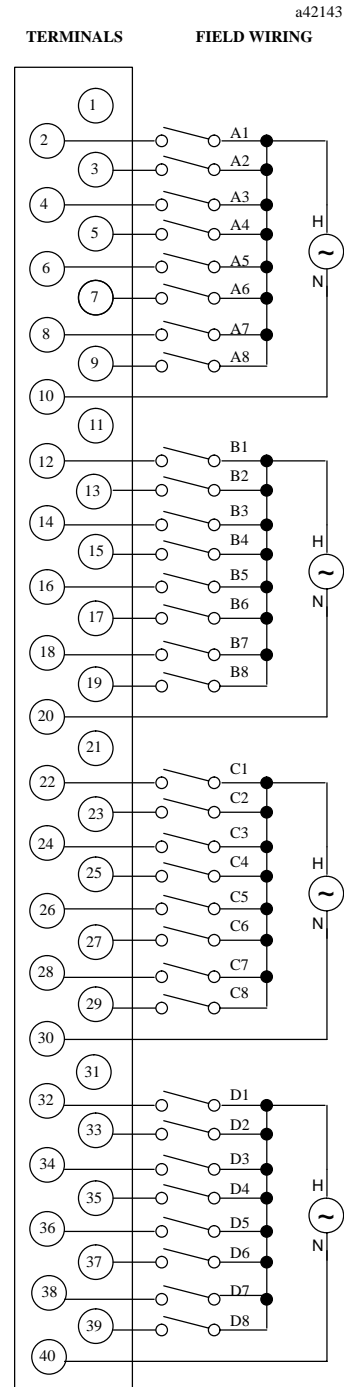 a42143
TERMINALS FIELD WIRING
1
2 A1
3 A2
4 A3
H
5 A4
~
6 A5
N
7 A6
8 A7
9 A8
10
11
12 B1
13 B2
14 B3
H
15 B4
~
16 B5
N
17 B6
18 B7
19 B8
20
21
22 C1
23 C2
24 C3
H
25 C4
~
26 C5
N
27 C6
28 C7
29 C8
30
31
32 D1
33 D2
34 D3
H
35 D4
~
36 D5
N
37 D6
38 D7
39 D8
40